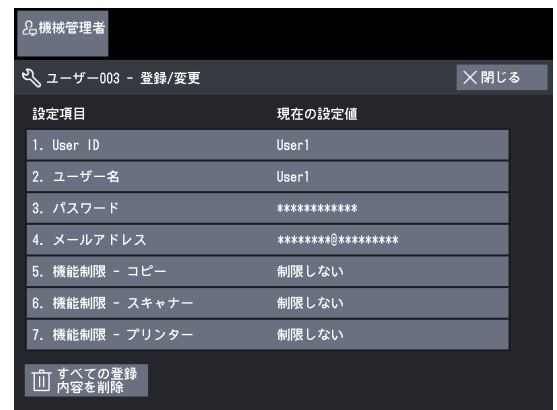 機械管理者
ユーザー003 - 登録/変更
閉じる
設定項目 現在の設定値
1. User ID User1
2. ユーザー名 User1
3. パスワード ************
4. メールアドレス ********@*********
5. 機能制限 - コピー 制限しない
6. 機能制限 - スキャナー 制限しない
7. 機能制限 - プリンター 制限しない
すべての登録
内容を削除